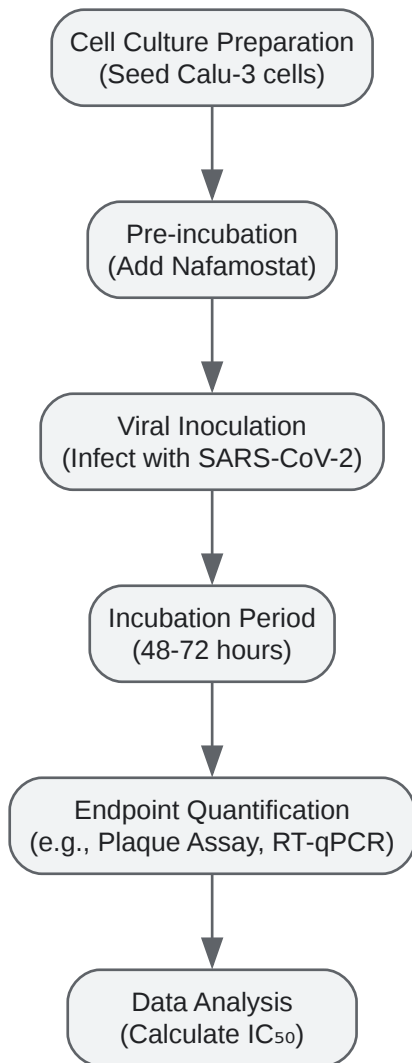 Cell Culture Preparation
(Seed Calu-3 cells)
Pre-incubation
(Add Nafamostat)
Viral Inoculation
(Infect with SARS-CoV-2)
Incubation Period
(48-72 hours)
Endpoint Quantification
(e.g., Plaque Assay, RT-qPCR)
Data Analysis
(Calculate IC₅₀)